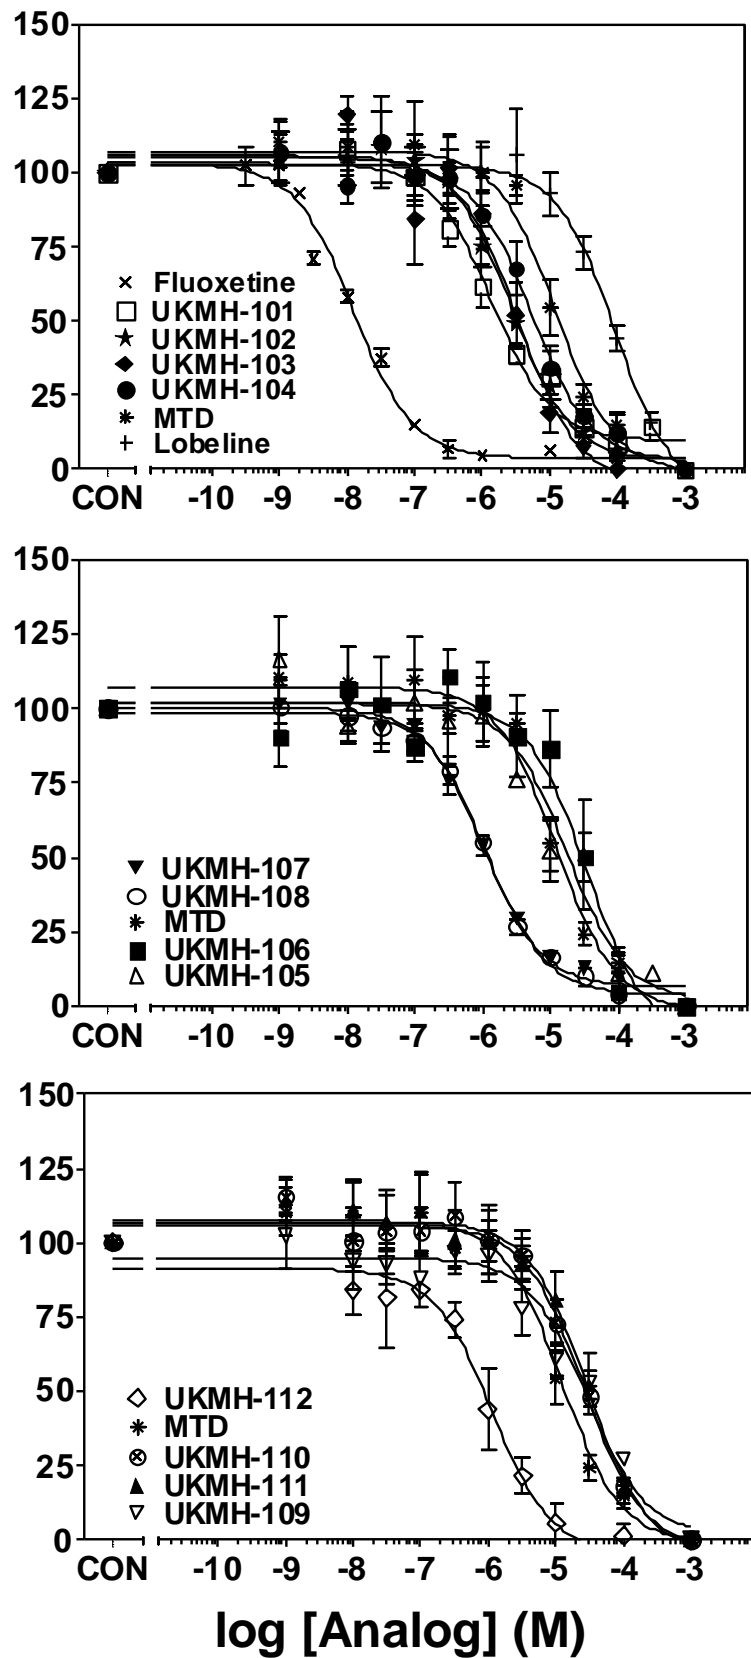 150
125
100
75
50
25
0
Fluoxetine
UKMH-101
UKMH-102
UKMH-103
UKMH-104
MTD
Lobeline
CON -10 -9 -8 -7 -6 -5 -4 -3
150
125
100
75
50
25
0
UKMH-107
UKMH-108
MTD
UKMH-106
UKMH-105
CON -10 -9 -8 -7 -6 -5 -4 -3
150
125
100
75
50
25
0
UKMH-112
MTD
UKMH-110
UKMH-111
UKMH-109
CON -10 -9 -8 -7 -6 -5 -4 -3
log [Analog] (M)